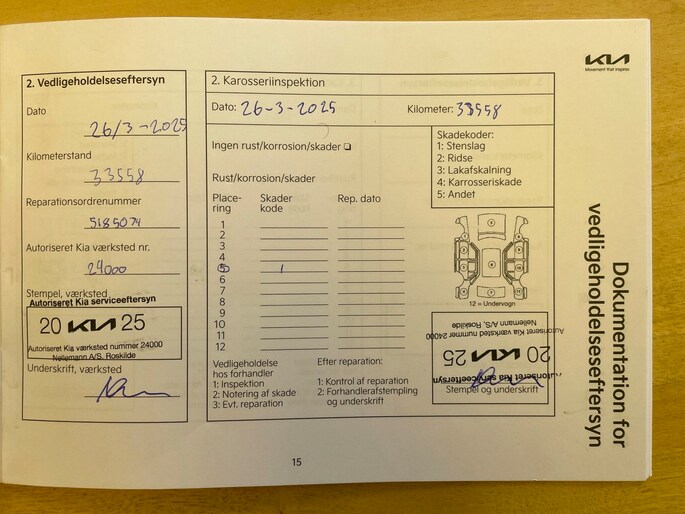 KIA
Movement that inspires
Dokumentation for
vedligeholdelseseftersyn
2. Vedligeholdelseseftersyn
Dato
26/3-2025
Kilometerstand
33558
Reparationsordrenummer
5185074
Autoriseret Kia værksted nr.
24000
Stempel, værksted
Autoriseret Kia serviceeftersyn
20 KIA 25
Autoriseret Kia værksted nummer 24000
Nellemann A/S, Roskilde
Underskrift, værksted
2. Karosseriinspektion
Dato: 26-3-2025 Kilometer: 33558
Ingen rust/korrosion/skader ❏
Rust/korrosion/skader
Skadekoder:
1: Stenslag
2: Ridse
3: Lakafskalning
4: Karrosseriskade
5: Andet
Place-
ring Skader
kode Rep. dato
1
2
3
4
5 1
6
7
8
9
10
11
12
12 = Undervogn
Vedligeholdelse
hos forhandler
1: Inspektion
2: Notering af skade
3: Evt. reparation
Efter reparation:
1: Kontrol af reparation
2: Forhandlerafstempling
og underskrift
Autoriseret Kia serviceeftersyn
20 KIA 25
Autoriseret Kia værksted nummer 24000
Nellemann A/S, Roskilde
Stempel og underskrift
15